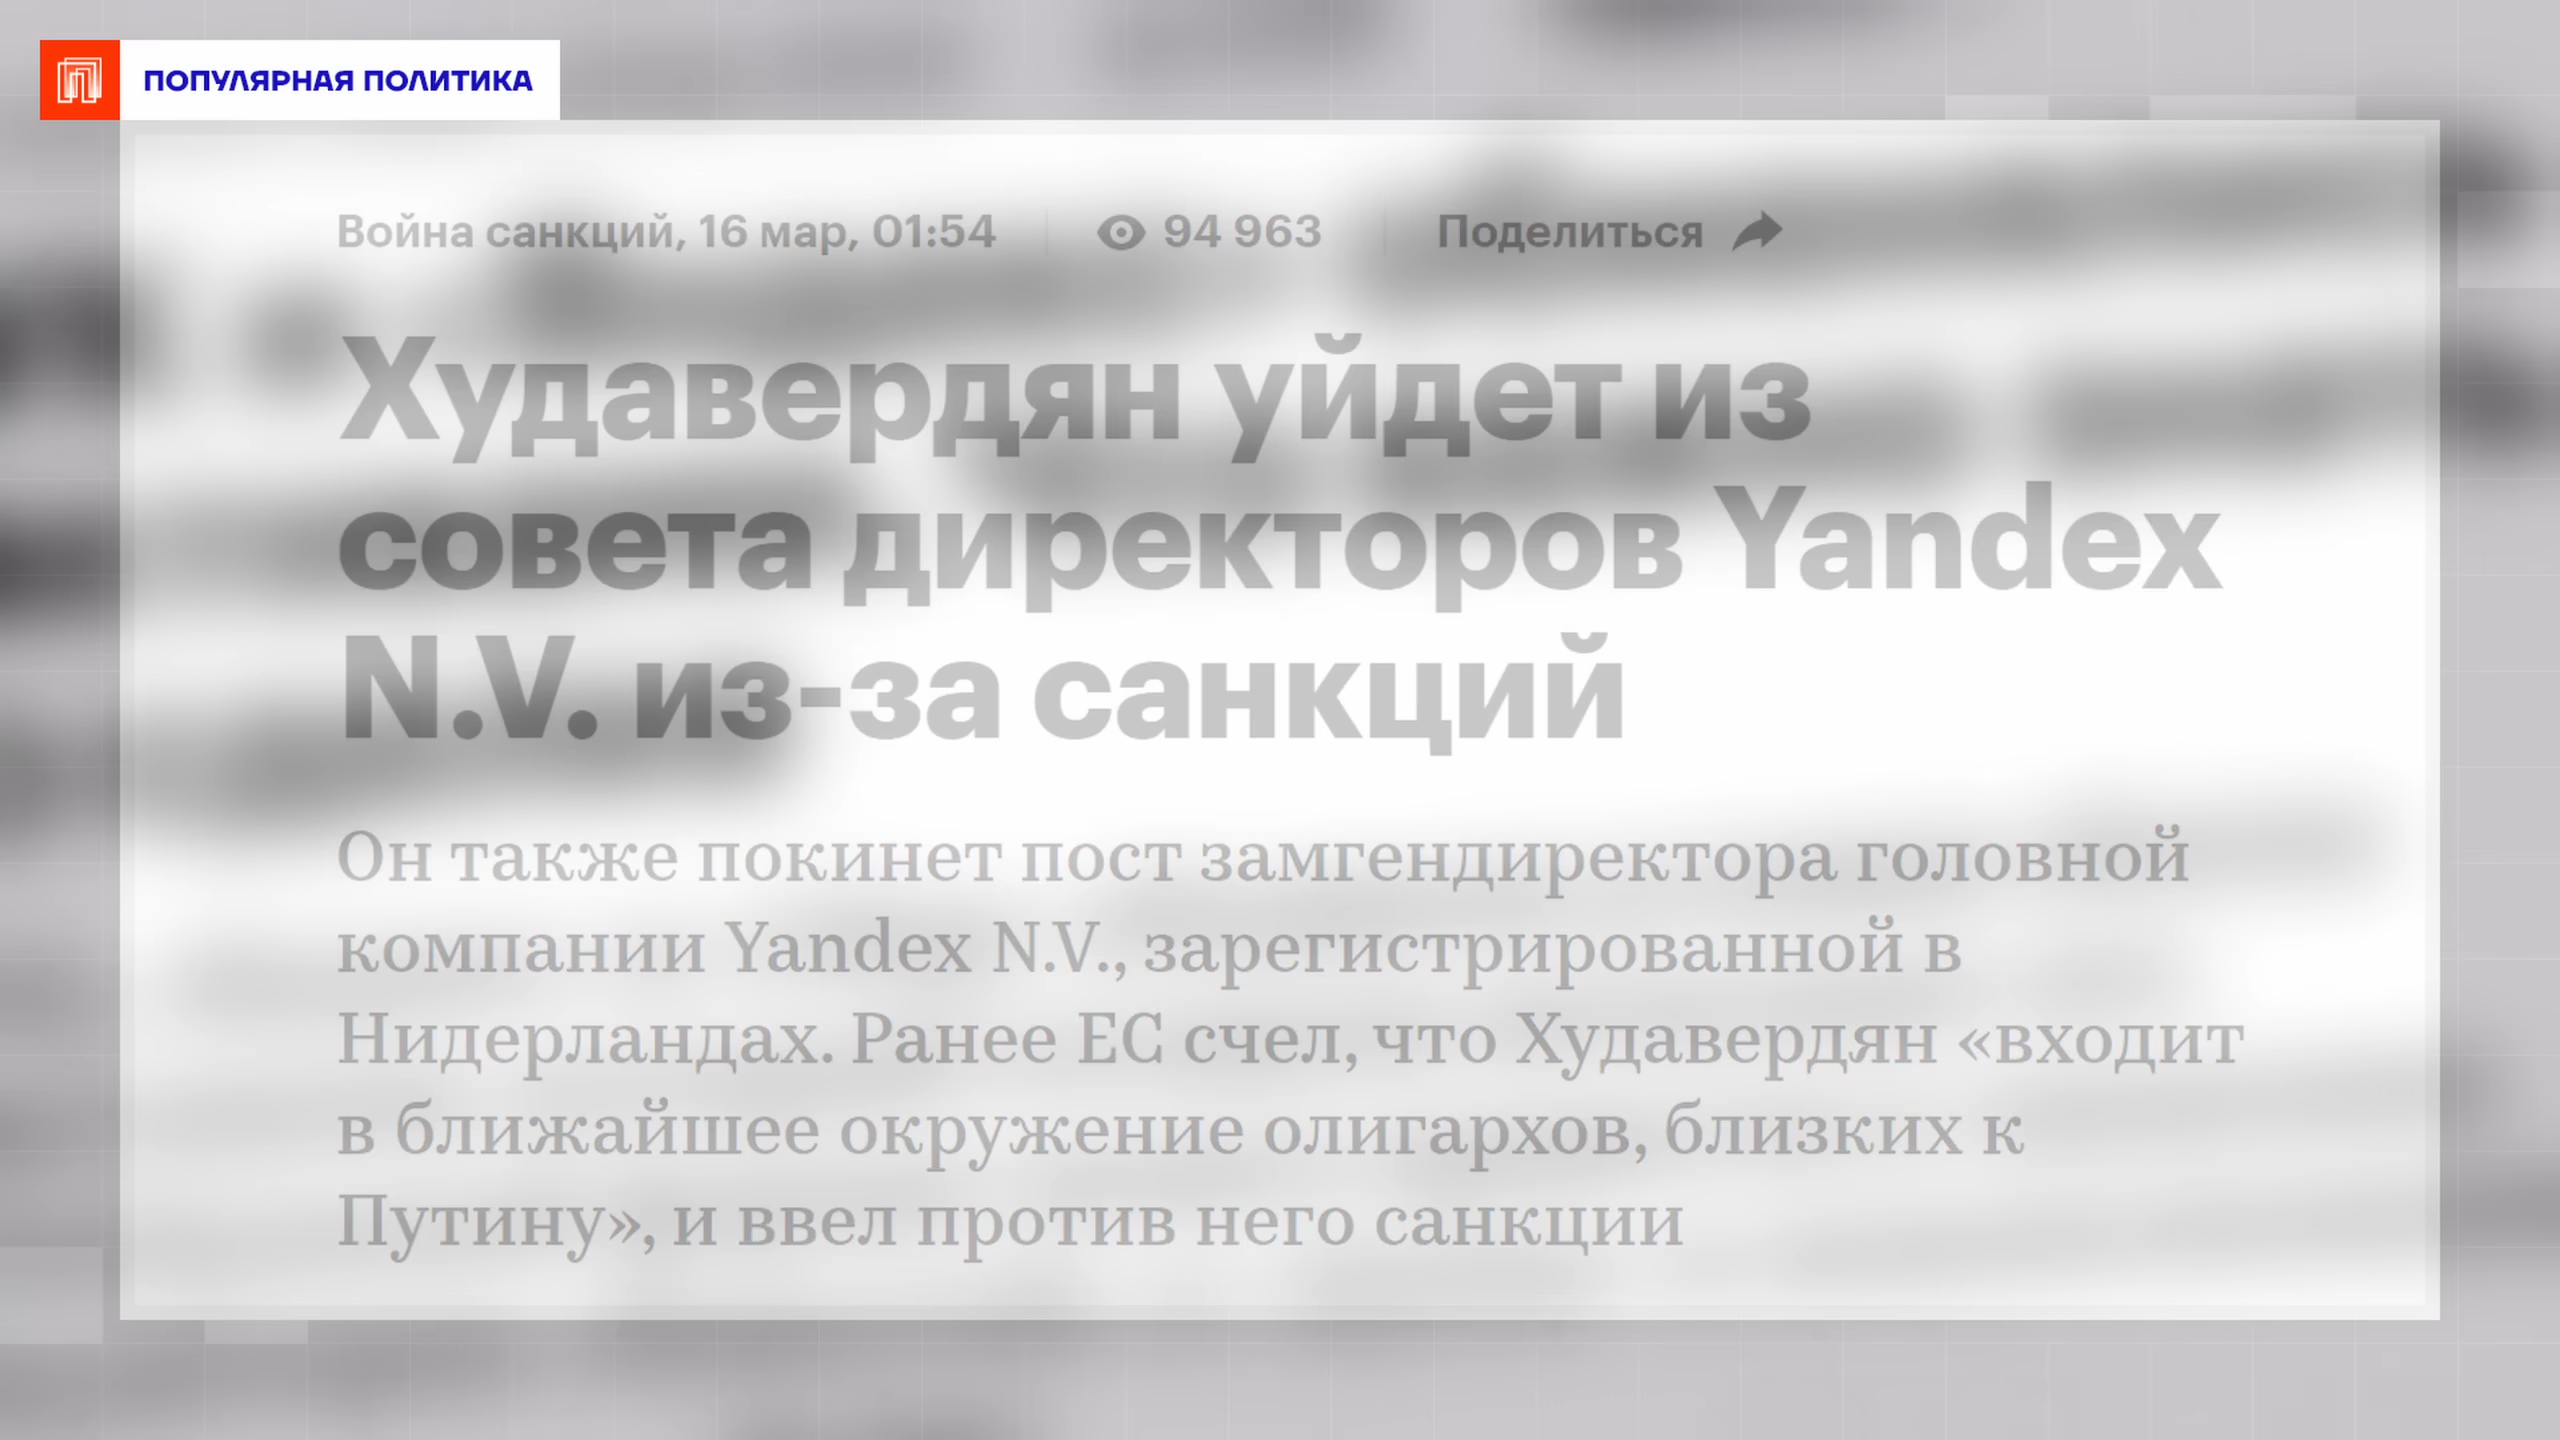 ПОПУЛЯРНАЯ ПОЛИТИКА
Война санкций, 16 мар, 01:54 94 963 Поделиться
Худавердян уйдет из
совета директоров Yandex
N.V. из-за санкций
Он также покинет пост замгендиректора головной
компании Yandex N.V., зарегистрированной в
Нидерландах. Ранее ЕС счел, что Худавердян «входит
в ближайшее окружение олигархов, близких к
Путину», и ввел против него санкции